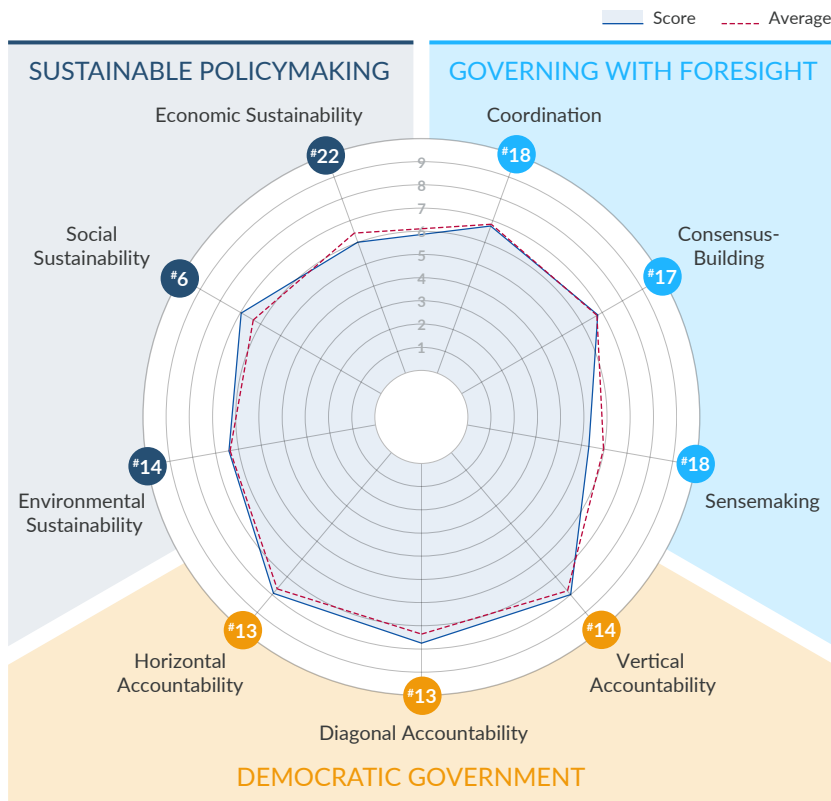 Score
Average
SUSTAINABLE POLICYMAKING
GOVERNING WITH FORESIGHT
Economic Sustainability
Coordination
#22
#18
9
8
7
6
5
4
3
2
1
Social
Sustainability
Consensus-
Building
#6
#17
#14
#18
Environmental
Sustainability
Sensemaking
#13
#14
Horizontal
Accountability
Vertical
Accountability
#13
Diagonal Accountability
DEMOCRATIC GOVERNMENT